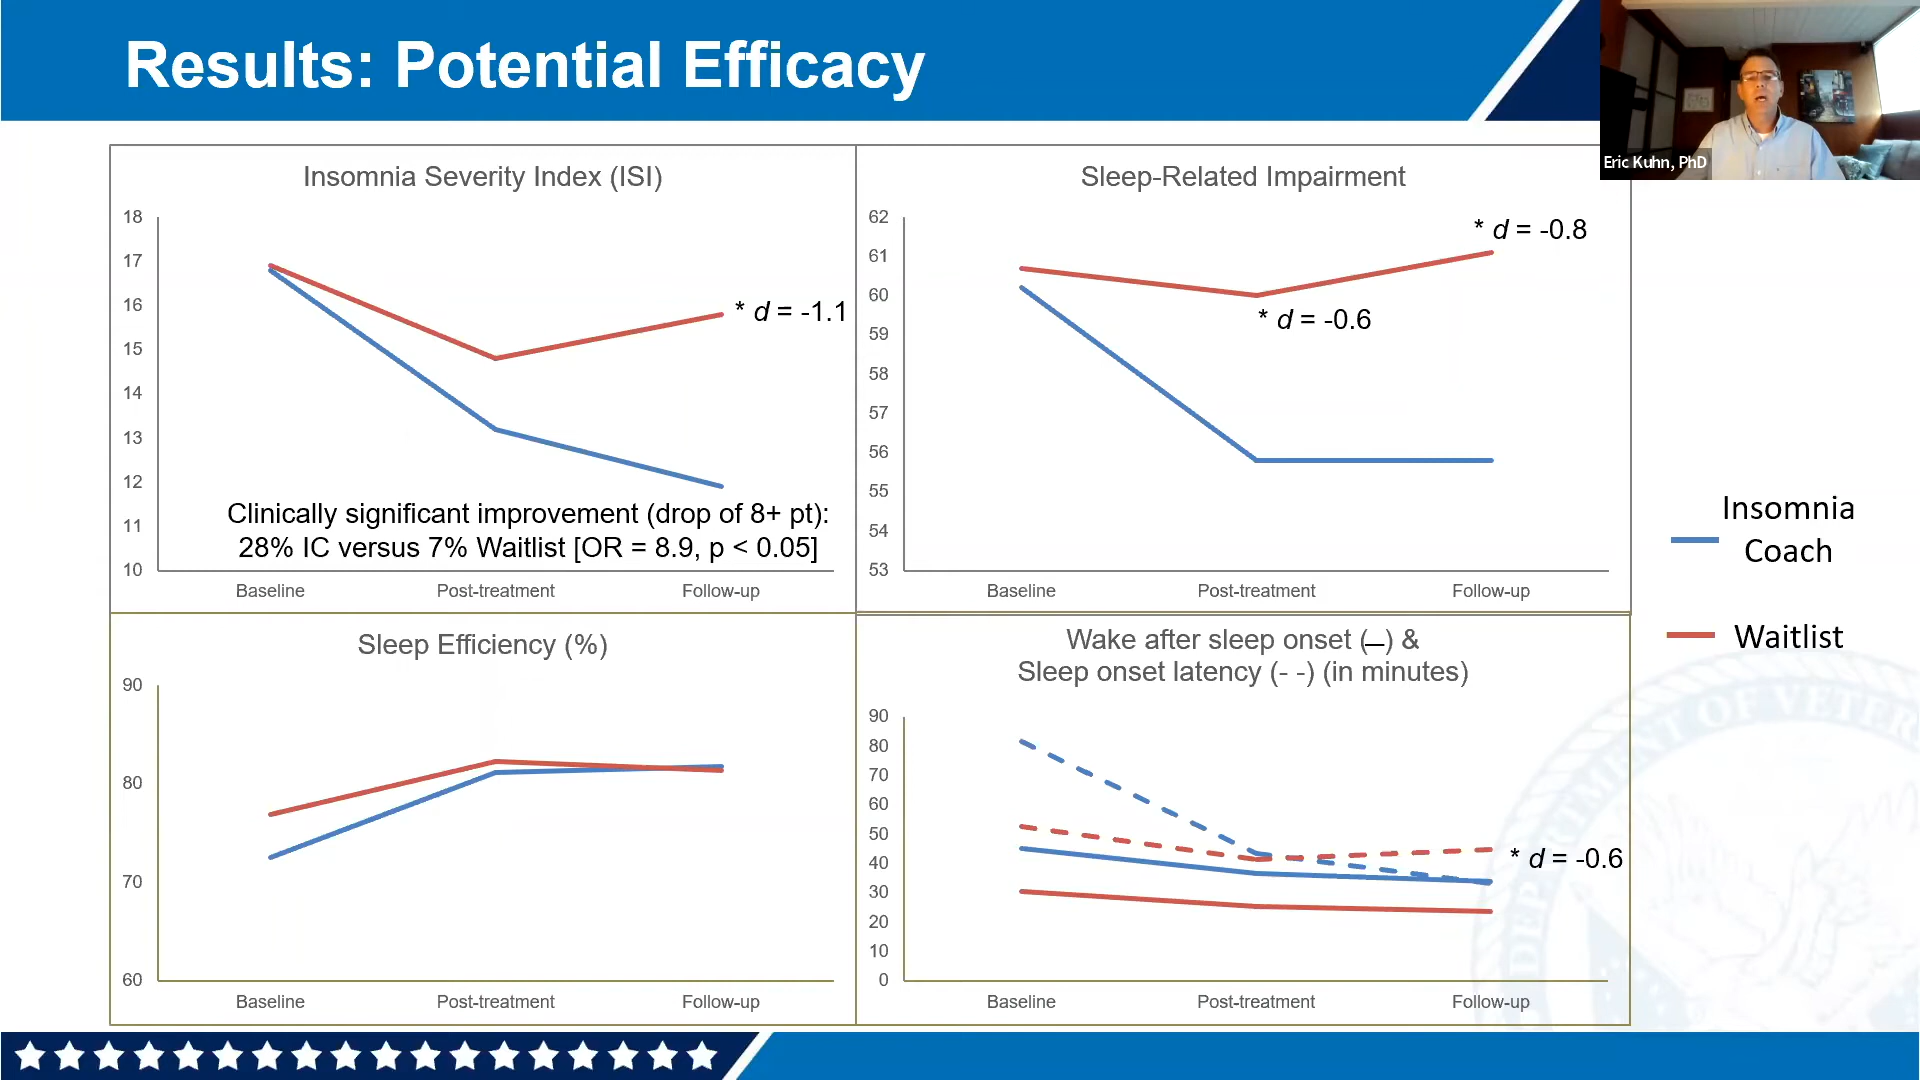 Results: Potential Efficacy
Eric Kuhn, PhD
Insomnia Severity Index (ISI)
18
17
16
15
14
13
12
11
10
* d = -1.1
Clinically significant improvement (drop of 8+ pt):
28% IC versus 7% Waitlist [OR = 8.9, p < 0.05]
Baseline Post-treatment Follow-up
Sleep-Related Impairment
62
61
60
59
58
57
56
55
54
53
* d = -0.8
* d = -0.6
Baseline Post-treatment Follow-up
Insomnia
Coach
Waitlist
Sleep Efficiency (%)
90
80
70
60
Baseline Post-treatment Follow-up
Wake after sleep onset (—) &
Sleep onset latency (- -) (in minutes)
90
80
70
60
50
40
30
20
10
0
* d = -0.6
Baseline Post-treatment Follow-up
DEPARTMENT OF VETER